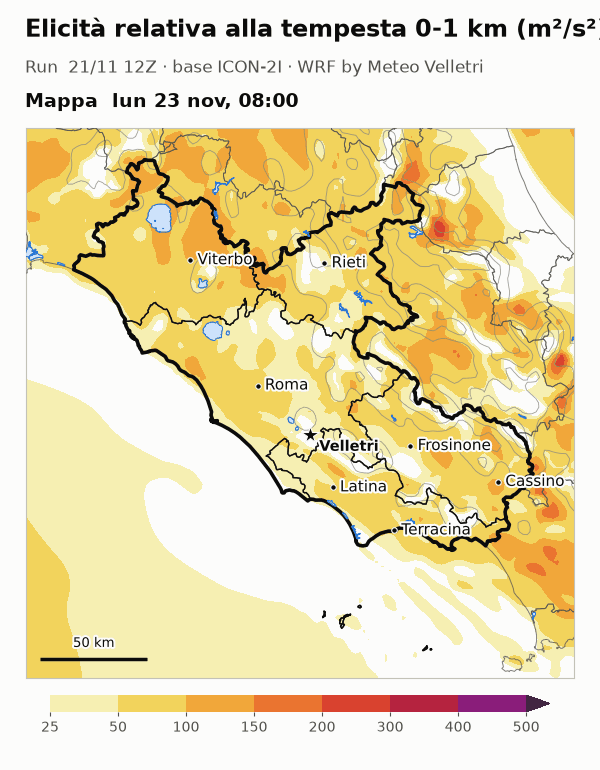 Elicità relativa alla tempesta 0-1 km (m²/s²)
Run  21/11 12Z · base ICON-2I · WRF by Meteo Velletri
Mappa  lun 23 nov, 08:00
Viterbo
Rieti
Roma
Velletri
Frosinone
Latina
Cassino
Terracina
50 km
25 50 100 150 200 300 400 500